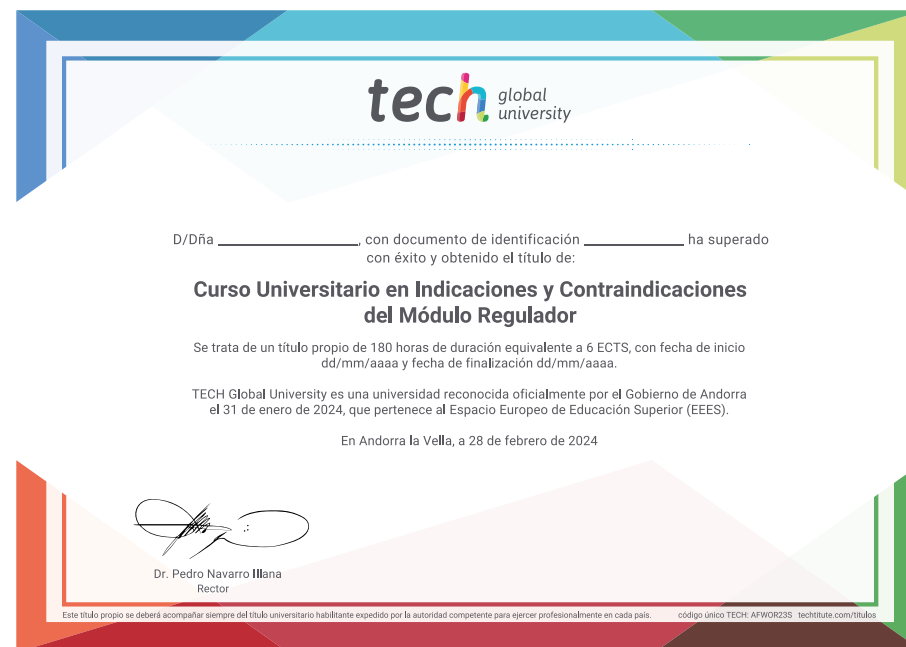 tech global university
D/Dña ____________________, con documento de identificación ______________ ha superado
con éxito y obtenido el título de:
Curso Universitario en Indicaciones y Contraindicaciones
del Módulo Regulador
Se trata de un título propio de 180 horas de duración equivalente a 6 ECTS, con fecha de inicio
dd/mm/aaaa y fecha de finalización dd/mm/aaaa.
TECH Global University es una universidad reconocida oficialmente por el Gobierno de Andorra
el 31 de enero de 2024, que pertenece al Espacio Europeo de Educación Superior (EEES).
En Andorra la Vella, a 28 de febrero de 2024
Dr. Pedro Navarro Illana
Rector
Este título propio se deberá acompañar siempre del título universitario habilitante expedido por la autoridad competente para ejercer profesionalmente en cada país. código único TECH: AFWOR23S techtitute.com/titulos